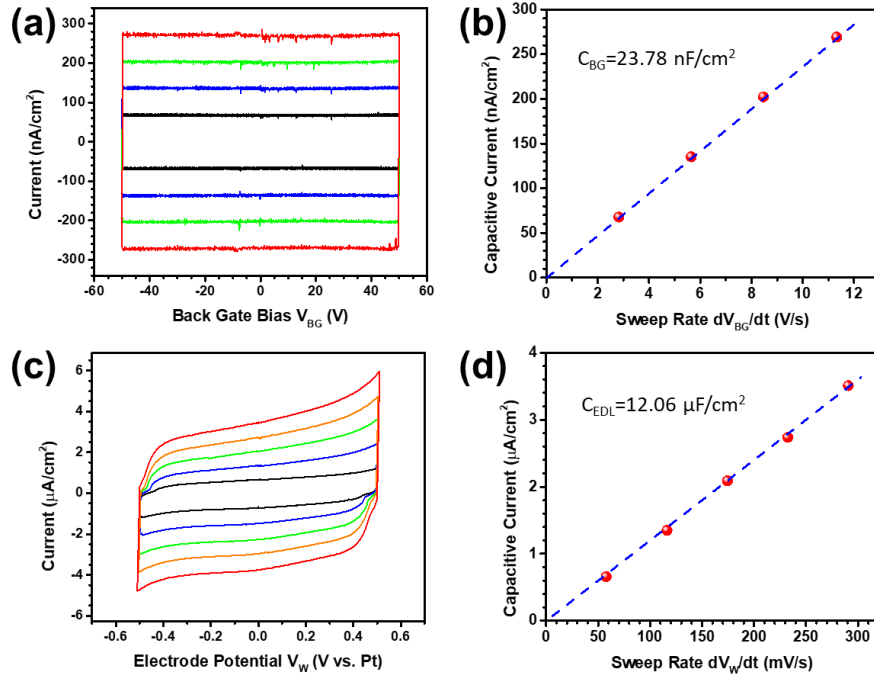 (a)
300
200
100
0
-100
-200
-300
Current (nA/cm²)
-60 -40 -20 0 20 40 60
Back Gate Bias V_BG (V)
(b)
300
250
200
150
100
50
0
Capacitive Current (nA/cm²)
C_BG=23.78 nF/cm²
0 2 4 6 8 10 12
Sweep Rate dV_BG/dt (V/s)
(c)
6
4
2
0
-2
-4
-6
Current (μA/cm²)
-0.6 -0.4 -0.2 0.0 0.2 0.4 0.6
Electrode Potential V_W (V vs. Pt)
(d)
4
3
2
1
0
Capacitive Current (μA/cm²)
C_EDL=12.06 μF/cm²
0 50 100 150 200 250 300
Sweep Rate dV_W/dt (mV/s)